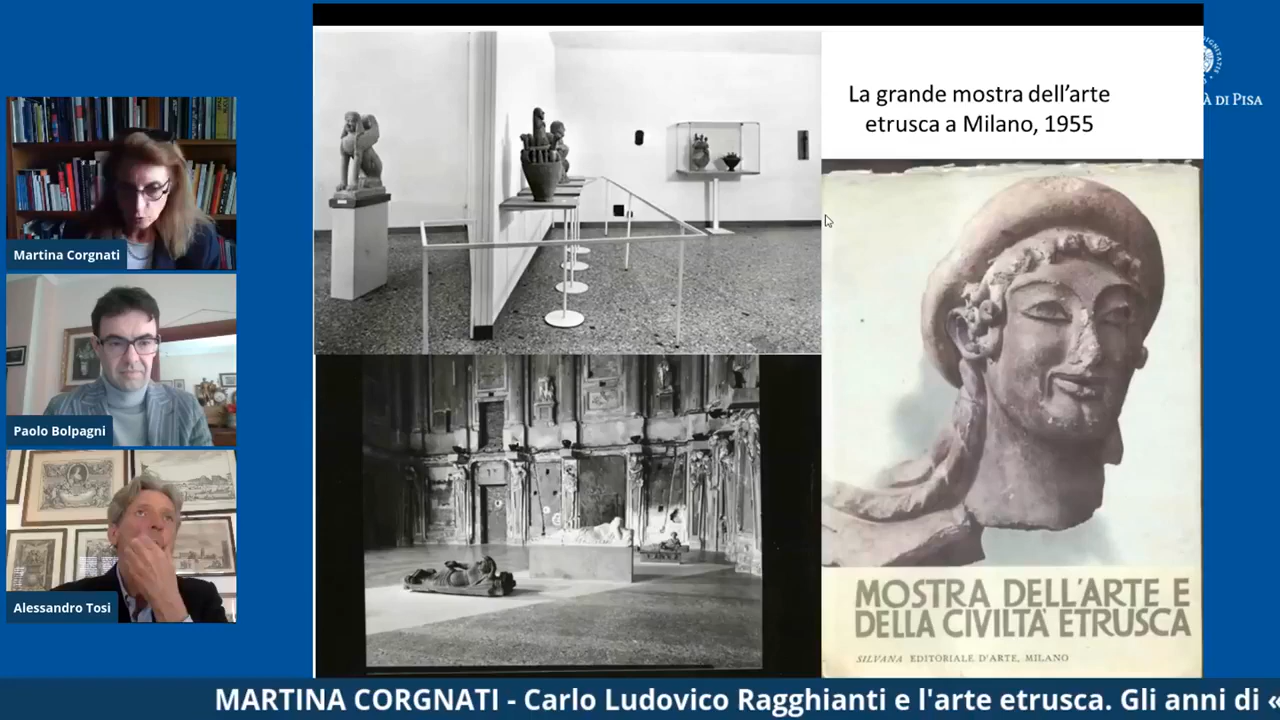 La grande mostra dell’arte
etrusca a Milano, 1955
À DI PISA
Martina Corgnati
Paolo Bolpagni
Alessandro Tosi
MOSTRA DELL'ARTE E
DELLA CIVILTÀ ETRUSCA
SILVANA EDITORIALE D'ARTE, MILANO
MARTINA CORGNATI - Carlo Ludovico Ragghianti e l'arte etrusca. Gli anni di «